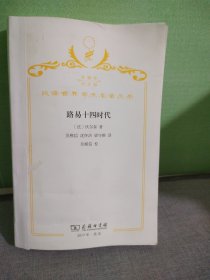 汉译世界学术名著丛书
路易十四时代
〔法〕伏尔泰 著
吴模信 沈怀洁 梁守锵 译
吴模信 校
商务印书馆